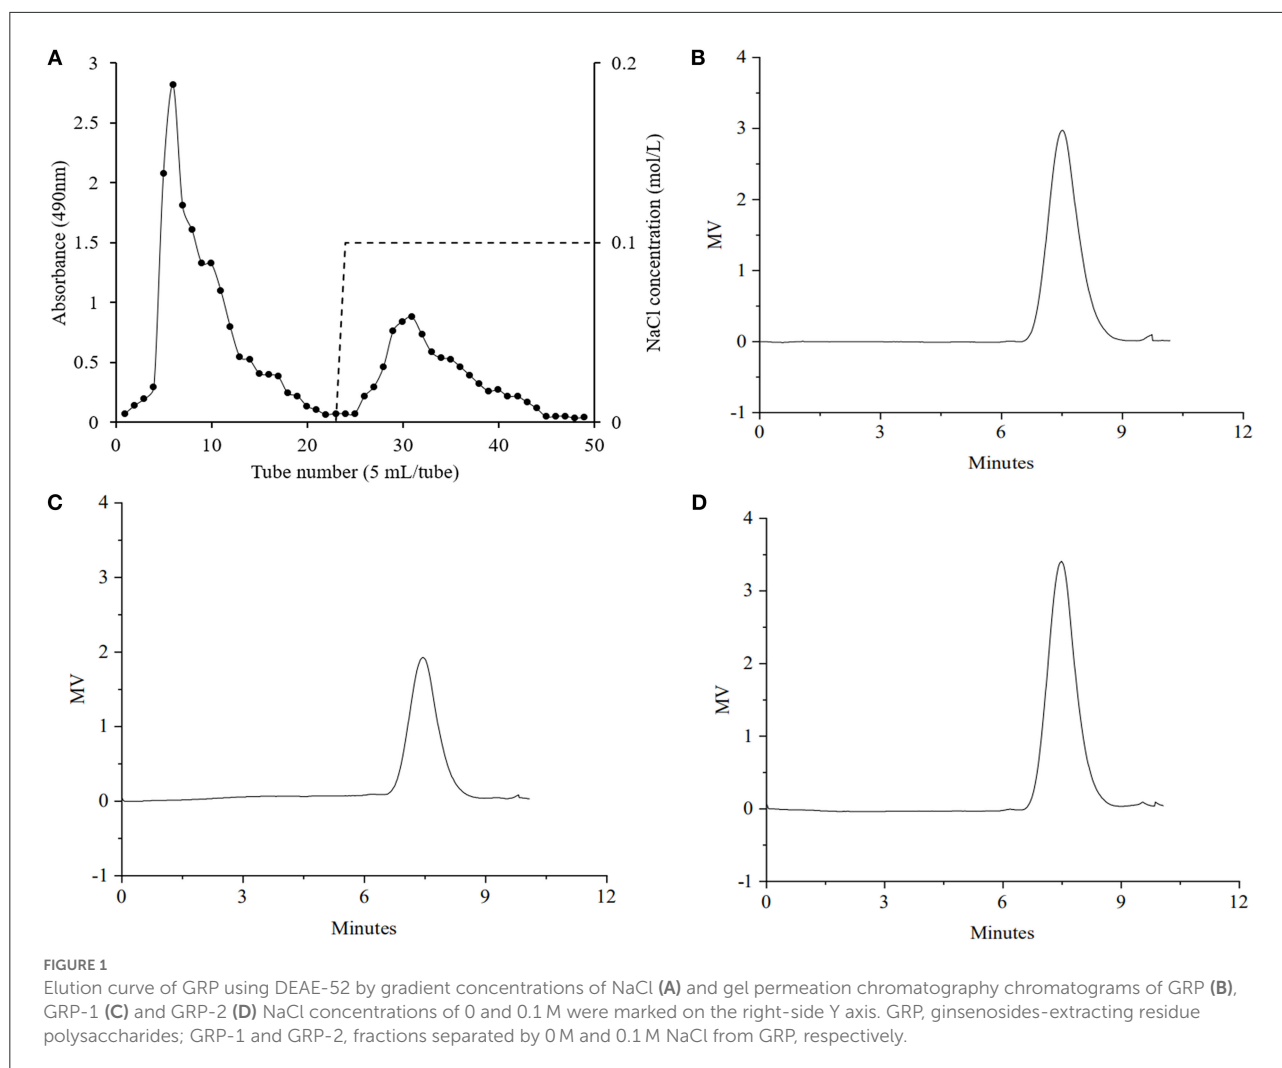 A
3
2.5
2
1.5
1
0.5
0
Absorbance (490nm)
0
10
20
30
40
50
Tube number (5 mL/tube)
0.2
0.1
0
NaCl concentration (mol/L)
B
4
3
2
1
0
-1
MV
0
3
6
9
12
Minutes
C
4
3
2
1
0
-1
MV
0
3
6
9
12
Minutes
D
4
3
2
1
0
-1
MV
0
3
6
9
12
Minutes
FIGURE 1
Elution curve of GRP using DEAE-52 by gradient concentrations of NaCl (A) and gel permeation chromatography chromatograms of GRP (B),
GRP-1 (C) and GRP-2 (D) NaCl concentrations of 0 and 0.1 M were marked on the right-side Y axis. GRP, ginsenosides-extracting residue
polysaccharides; GRP-1 and GRP-2, fractions separated by 0 M and 0.1 M NaCl from GRP, respectively.